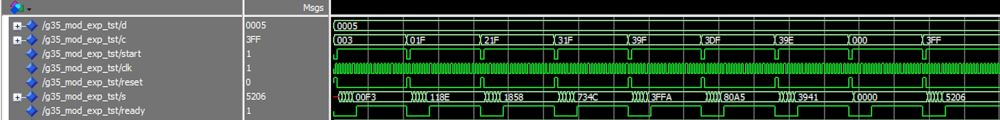 Msgs
/g35_mod_exp_tst/d 0005 0005
/g35_mod_exp_tst/c 3FF 003 01F 21F 31F 39F 3DF 39E 000 3FF
/g35_mod_exp_tst/start 1
/g35_mod_exp_tst/clk 1
/g35_mod_exp_tst/reset 0
/g35_mod_exp_tst/s 5206 00F3 118E 1858 734C 3FFA 80A5 3941 0000 5206
/g35_mod_exp_tst/ready 1